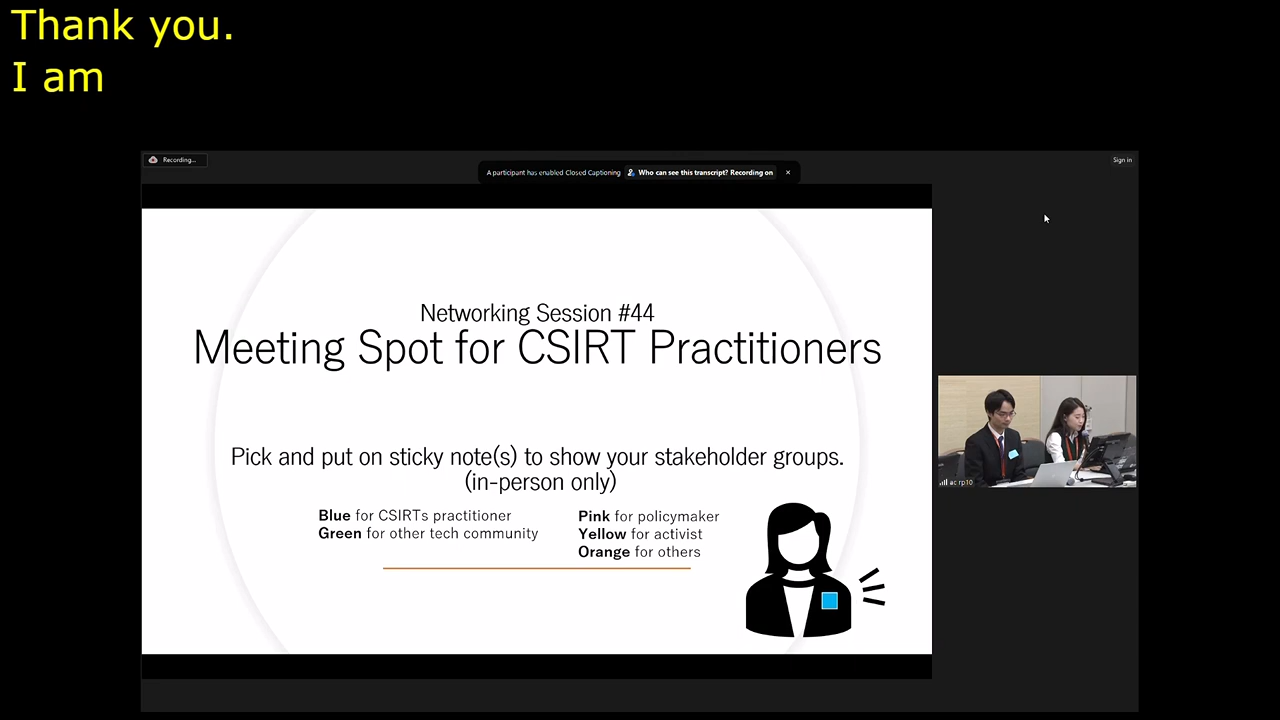 Thank you.
I am
Recording...
A participant has enabled Closed Captioning Who can see this transcript? Recording on ×
Sign in
Networking Session #44
Meeting Spot for CSIRT Practitioners
Pick and put on sticky note(s) to show your stakeholder groups.
(in-person only)
Blue for CSIRTs practitioner
Green for other tech community
Pink for policymaker
Yellow for activist
Orange for others
ac rp10